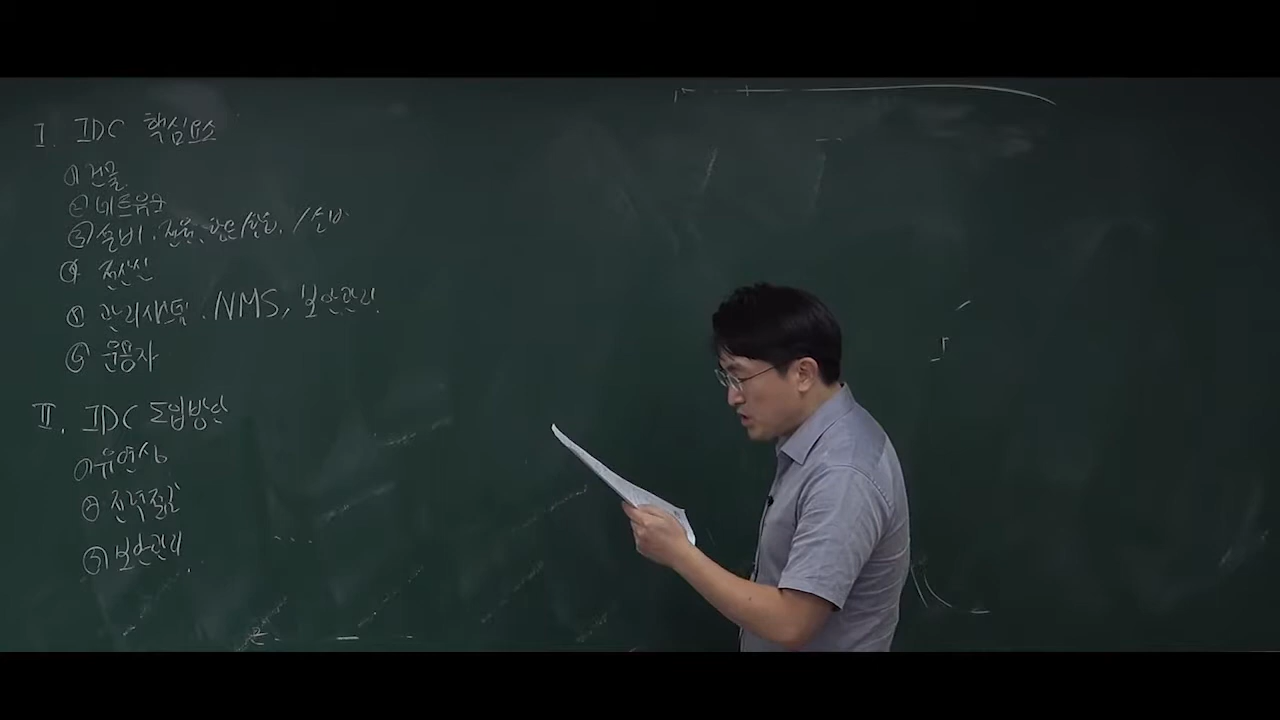 I. IDC 핵심요소
① 건물
② 네트워크
③ 설비. 전원, 항온/항습, /소방
④ 전산실
⑤ 관리시스템. NMS, 보안관리.
⑥ 운용자
II. IDC 도입방안
① 유연성
② 전력절감
③ 보안관리